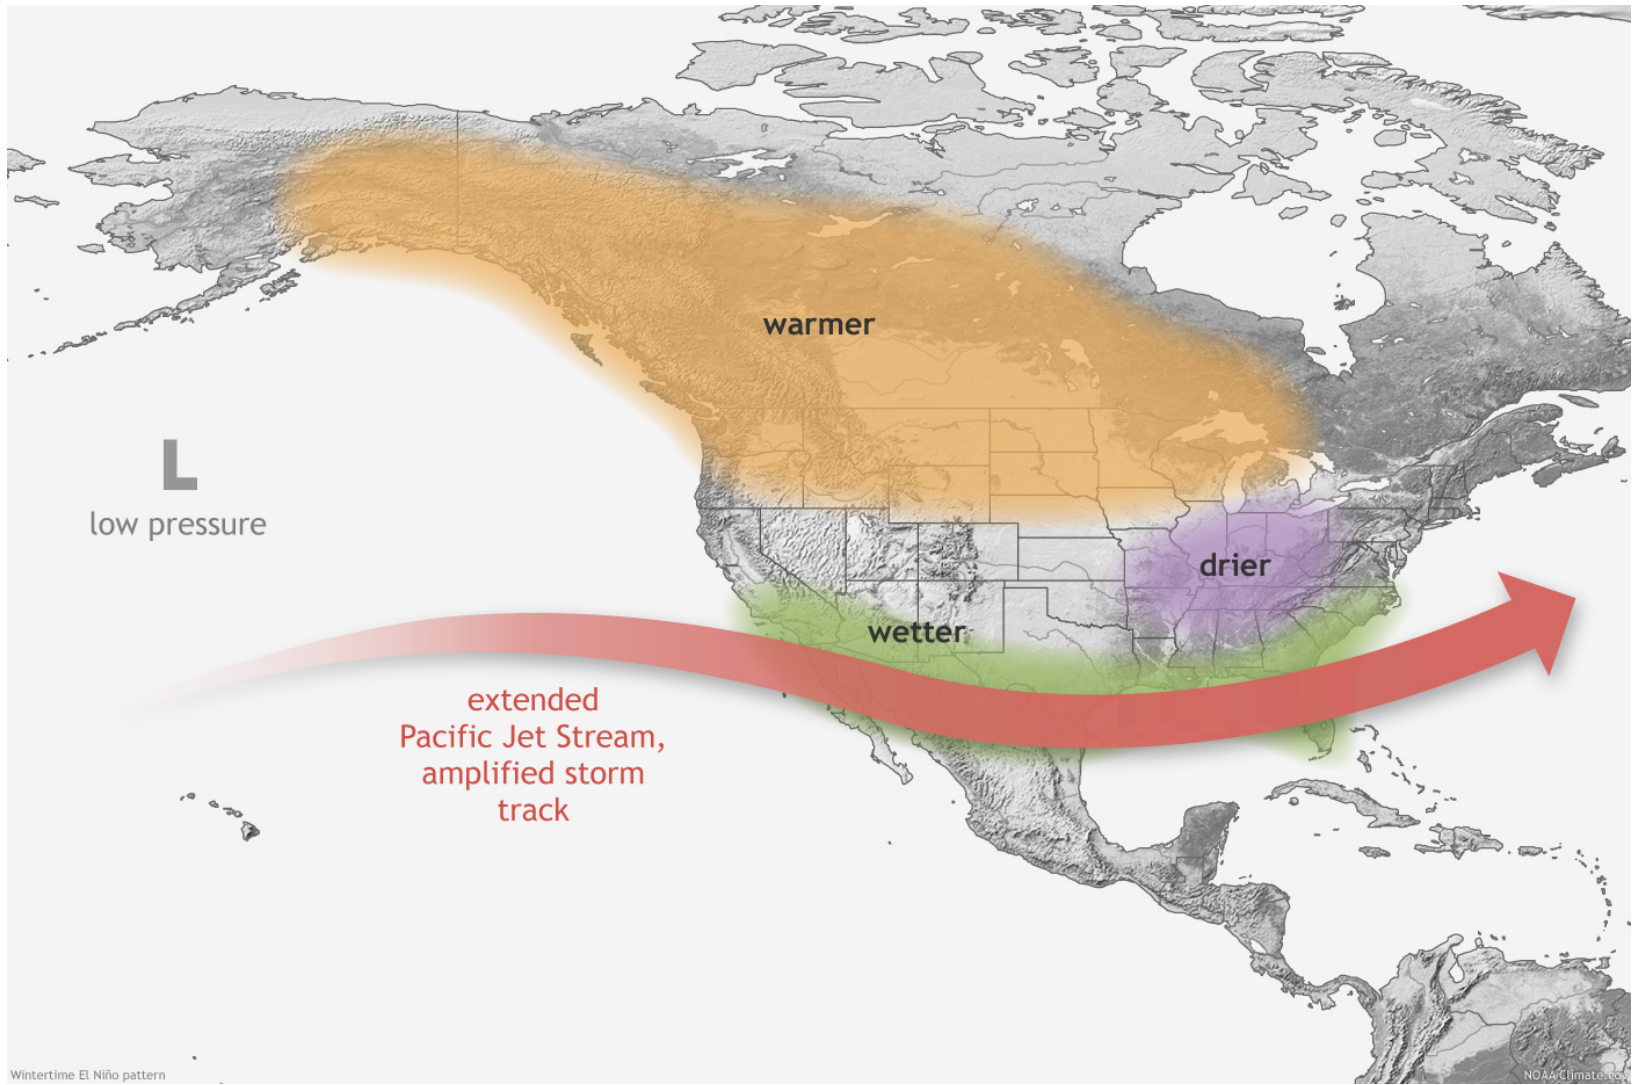 warmer
L
low pressure
drier
wetter
extended
Pacific Jet Stream,
amplified storm
track
Wintertime El Niño pattern
NOAA Climate.gov